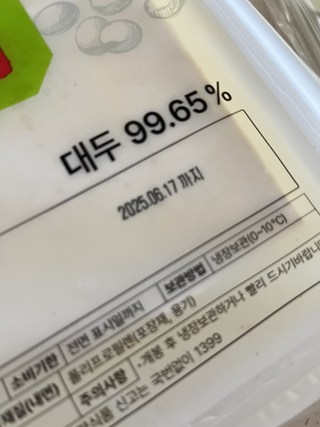 대두 99.65%
2025.06.17 까지
소비기한 전면 표시일까지 보관방법 냉장보관(0~10℃)
재질(내면) 폴리프로필렌(포장재, 용기)
주의사항 ·개봉 후 냉장보관하거나 빨리 드시기바랍니
식품 신고는 국번없이 1399